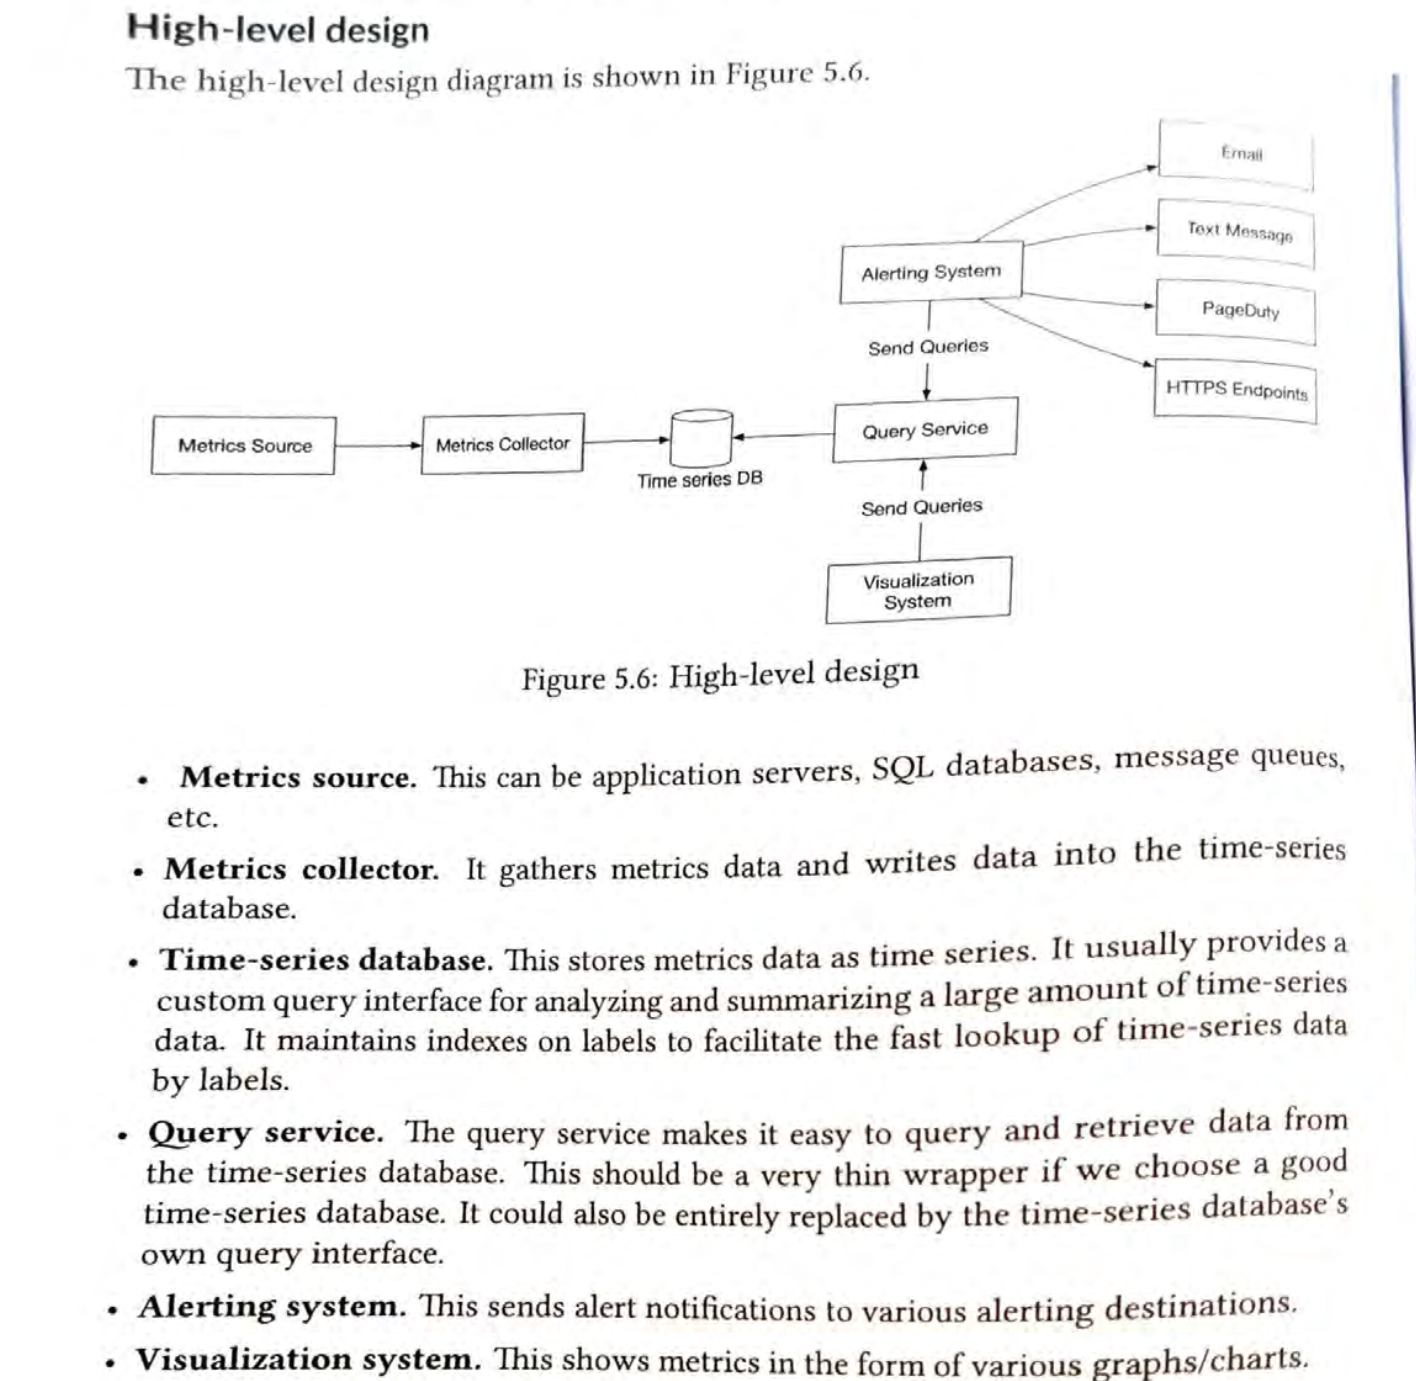 High-level design
The high-level design diagram is shown in Figure 5.6.
Email
Text Message
Alerting System
PageDuty
Send Queries
HTTPS Endpoints
Metrics Source
Metrics Collector
Query Service
Time series DB
Send Queries
Visualization
System
Figure 5.6: High-level design
• Metrics source. This can be application servers, SQL databases, message queues,
etc.
• Metrics collector. It gathers metrics data and writes data into the time-series
database.
• Time-series database. This stores metrics data as time series. It usually provides a
custom query interface for analyzing and summarizing a large amount of time-series
data. It maintains indexes on labels to facilitate the fast lookup of time-series data
by labels.
• Query service. The query service makes it easy to query and retrieve data from
the time-series database. This should be a very thin wrapper if we choose a good
time-series database. It could also be entirely replaced by the time-series database's
own query interface.
• Alerting system. This sends alert notifications to various alerting destinations.
• Visualization system. This shows metrics in the form of various graphs/charts.